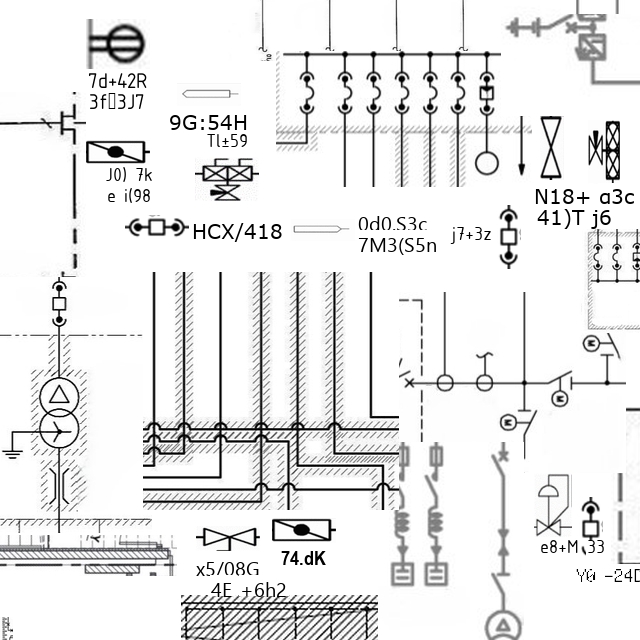 7d+42R
3f▯3J7
9G:54H
Tl±59
J0) 7k
e i(98
HCX/418
0d0.S3c
7M3(S5n
j7+3z
N18+ a3c
41)T j6
x5/08G
4E +6h2
74.dK
e8+M 33
Y0 -24D